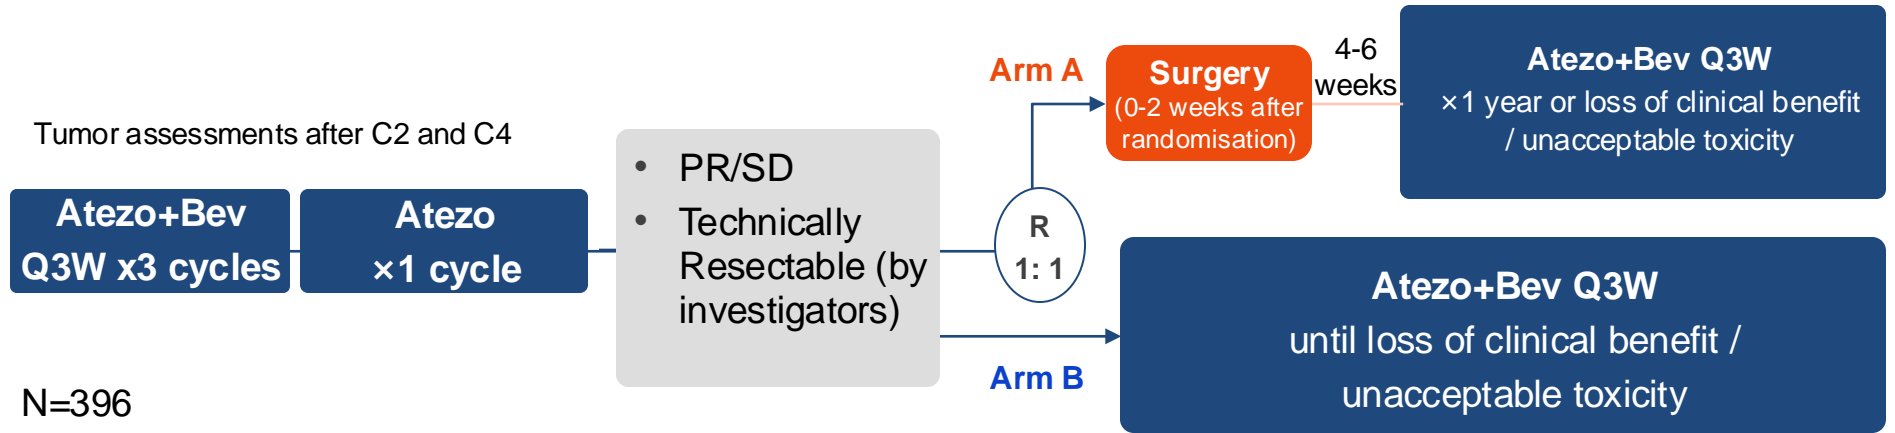 Tumor assessments after C2 and C4
Atezo+Bev
Q3W x3 cycles
Atezo
×1 cycle
• PR/SD
• Technically
Resectable (by
investigators)
R
1: 1
Arm A
Surgery
(0-2 weeks after
randomisation)
4-6
weeks
Atezo+Bev Q3W
×1 year or loss of clinical benefit
/ unacceptable toxicity
Arm B
Atezo+Bev Q3W
until loss of clinical benefit /
unacceptable toxicity
N=396